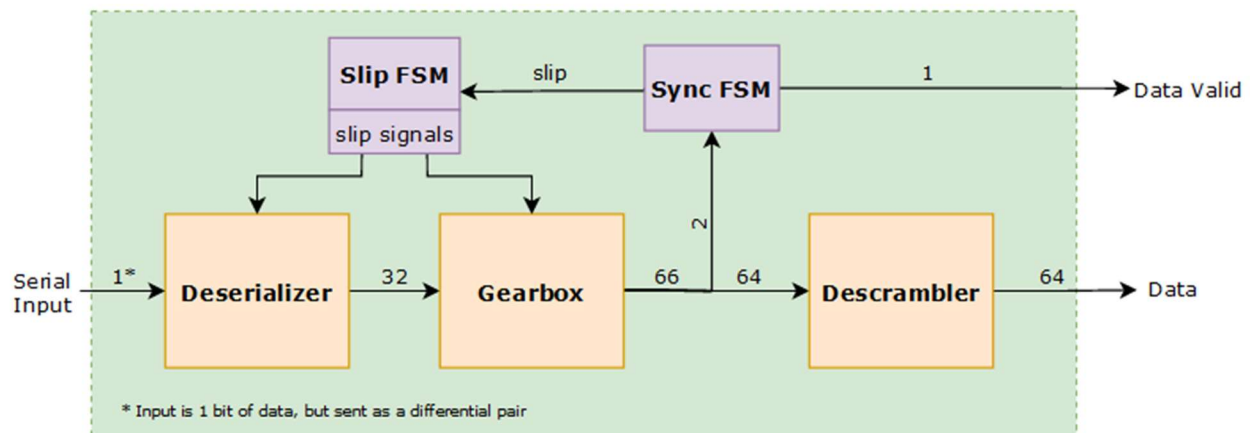 Slip FSM
slip signals
slip
Sync FSM
1
Data Valid
2
Serial
Input
1*
Deserializer
32
Gearbox
66
64
Descrambler
64
Data
* Input is 1 bit of data, but sent as a differential pair